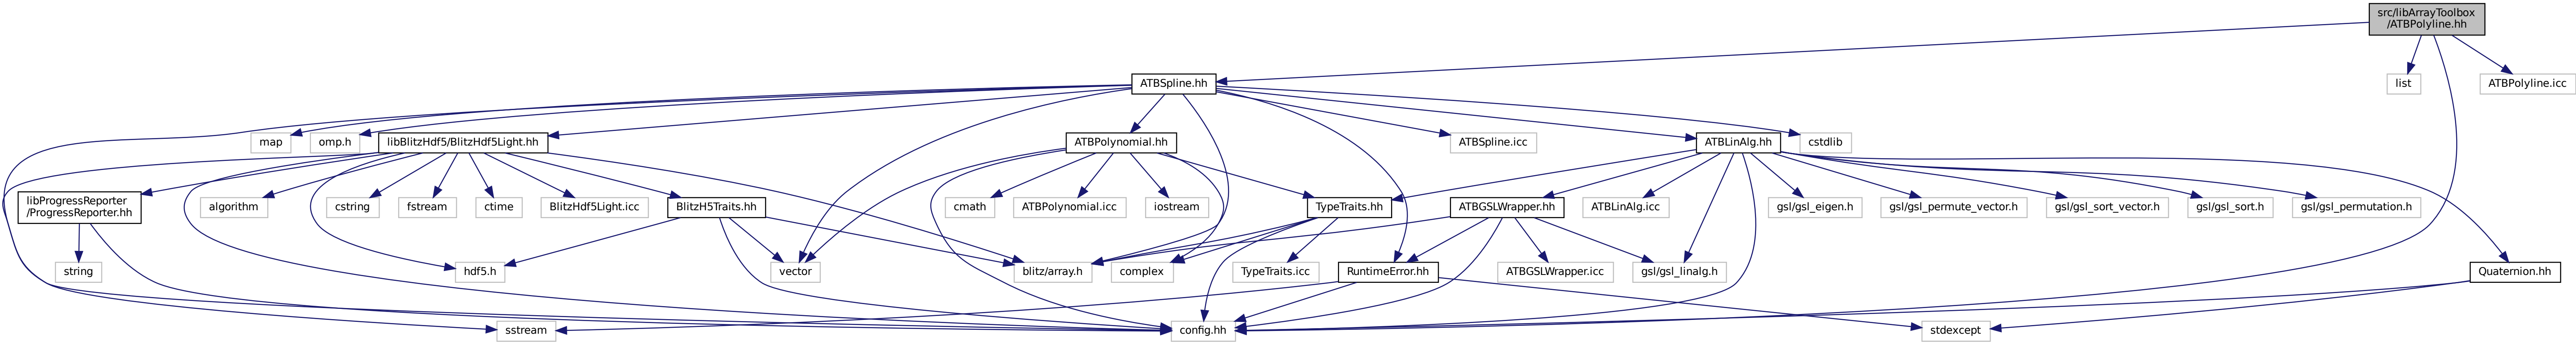 src/libArrayToolbox
/ATBPolyline.hh
ATBSpline.hh
list
ATBPolyline.icc
map
omp.h
libBlitzHdf5/BlitzHdf5Light.hh
ATBPolynomial.hh
ATBSpline.icc
ATBLinAlg.hh
cstdlib
libProgressReporter
/ProgressReporter.hh
algorithm
cstring
fstream
ctime
BlitzHdf5Light.icc
BlitzH5Traits.hh
cmath
ATBPolynomial.icc
iostream
TypeTraits.hh
ATBGSLWrapper.hh
ATBLinAlg.icc
gsl/gsl_eigen.h
gsl/gsl_permute_vector.h
gsl/gsl_sort_vector.h
gsl/gsl_sort.h
gsl/gsl_permutation.h
string
hdf5.h
vector
blitz/array.h
complex
TypeTraits.icc
RuntimeError.hh
ATBGSLWrapper.icc
gsl/gsl_linalg.h
Quaternion.hh
sstream
config.hh
stdexcept